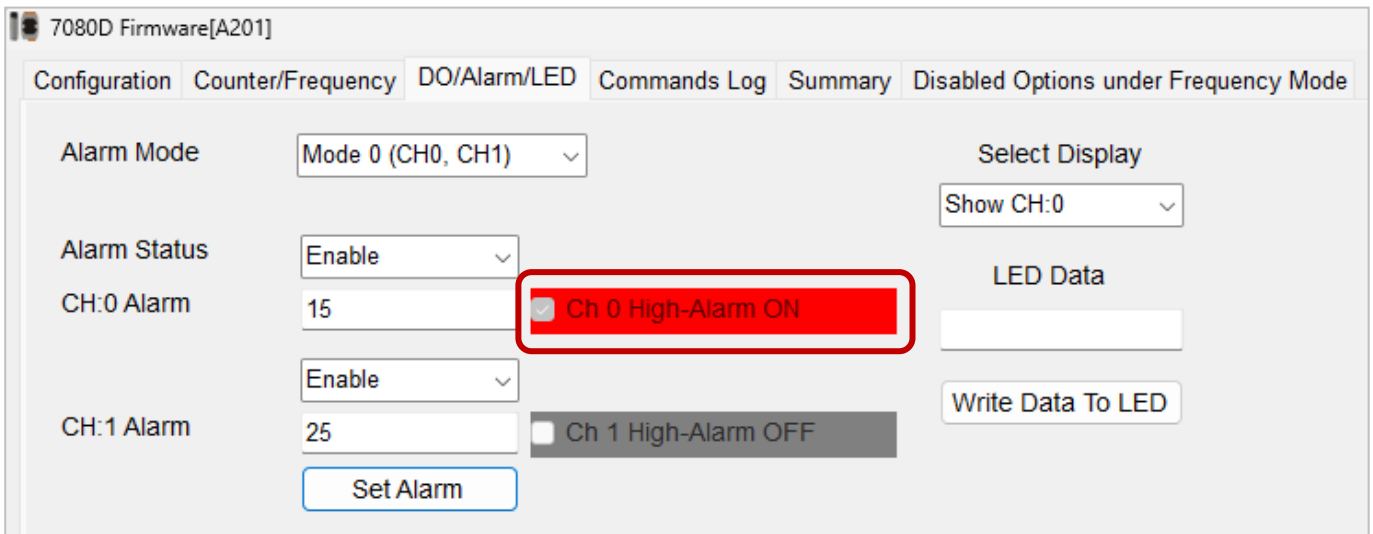 7080D Firmware[A201]
Configuration Counter/Frequency DO/Alarm/LED Commands Log Summary Disabled Options under Frequency Mode
Alarm Mode Mode 0 (CH0, CH1) Select Display
Show CH:0
Alarm Status Enable
LED Data
CH:0 Alarm 15 Ch 0 High-Alarm ON
Enable
Write Data To LED
CH:1 Alarm 25 Ch 1 High-Alarm OFF
Set Alarm